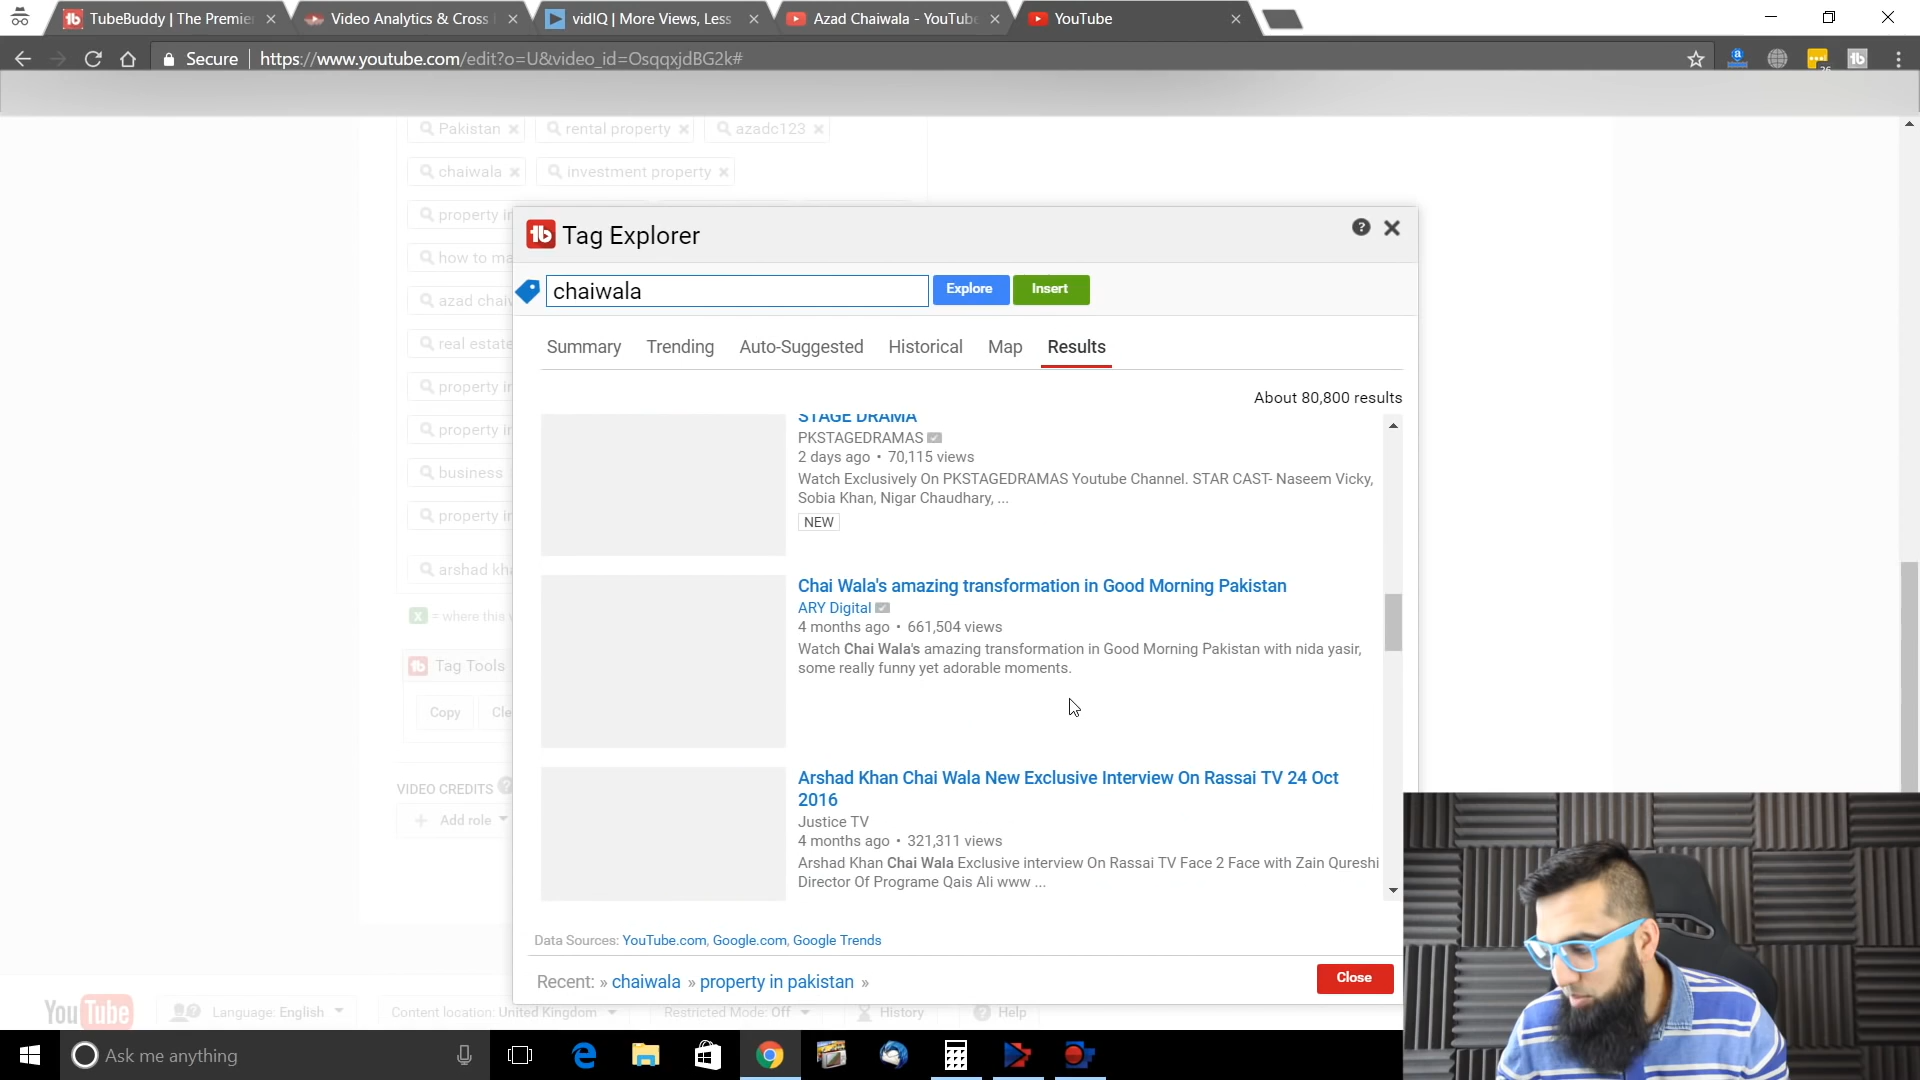 TubeBuddy | The Premie
Video Analytics & Cross
vidIQ | More Views, Less
Azad Chaiwala - YouTube
YouTube
Secure
https://www.youtube.com/edit?o=U&video_id=OsqqxjdBG2k#
Pakistan
rental property
azadc123
chaiwala
investment property
property in
how to ma
azad chai
real estate
property in
property in
business
property in
arshad kha
x = where this v
Tag Tools
Copy
Cle
VIDEO CREDITS
Add role
Tag Explorer
chaiwala
Explore
Insert
Summary
Trending
Auto-Suggested
Historical
Map
Results
About 80,800 results
STAGE DRAMA
PKSTAGEDRAMAS
2 days ago • 70,115 views
Watch Exclusively On PKSTAGEDRAMAS Youtube Channel. STAR CAST- Naseem Vicky,
Sobia Khan, Nigar Chaudhary, ...
NEW
Chai Wala's amazing transformation in Good Morning Pakistan
ARY Digital
4 months ago • 661,504 views
Watch Chai Wala's amazing transformation in Good Morning Pakistan with nida yasir,
some really funny yet adorable moments.
Arshad Khan Chai Wala New Exclusive Interview On Rassai TV 24 Oct
2016
Justice TV
4 months ago • 321,311 views
Arshad Khan Chai Wala Exclusive interview On Rassai TV Face 2 Face with Zain Qureshi
Director Of Programe Qais Ali www ...
Data Sources: YouTube.com, Google.com, Google Trends
Recent: » chaiwala » property in pakistan »
Close
YouTube
Language: English
Content location: United Kingdom
Restricted Mode: Off
History
Help
Ask me anything